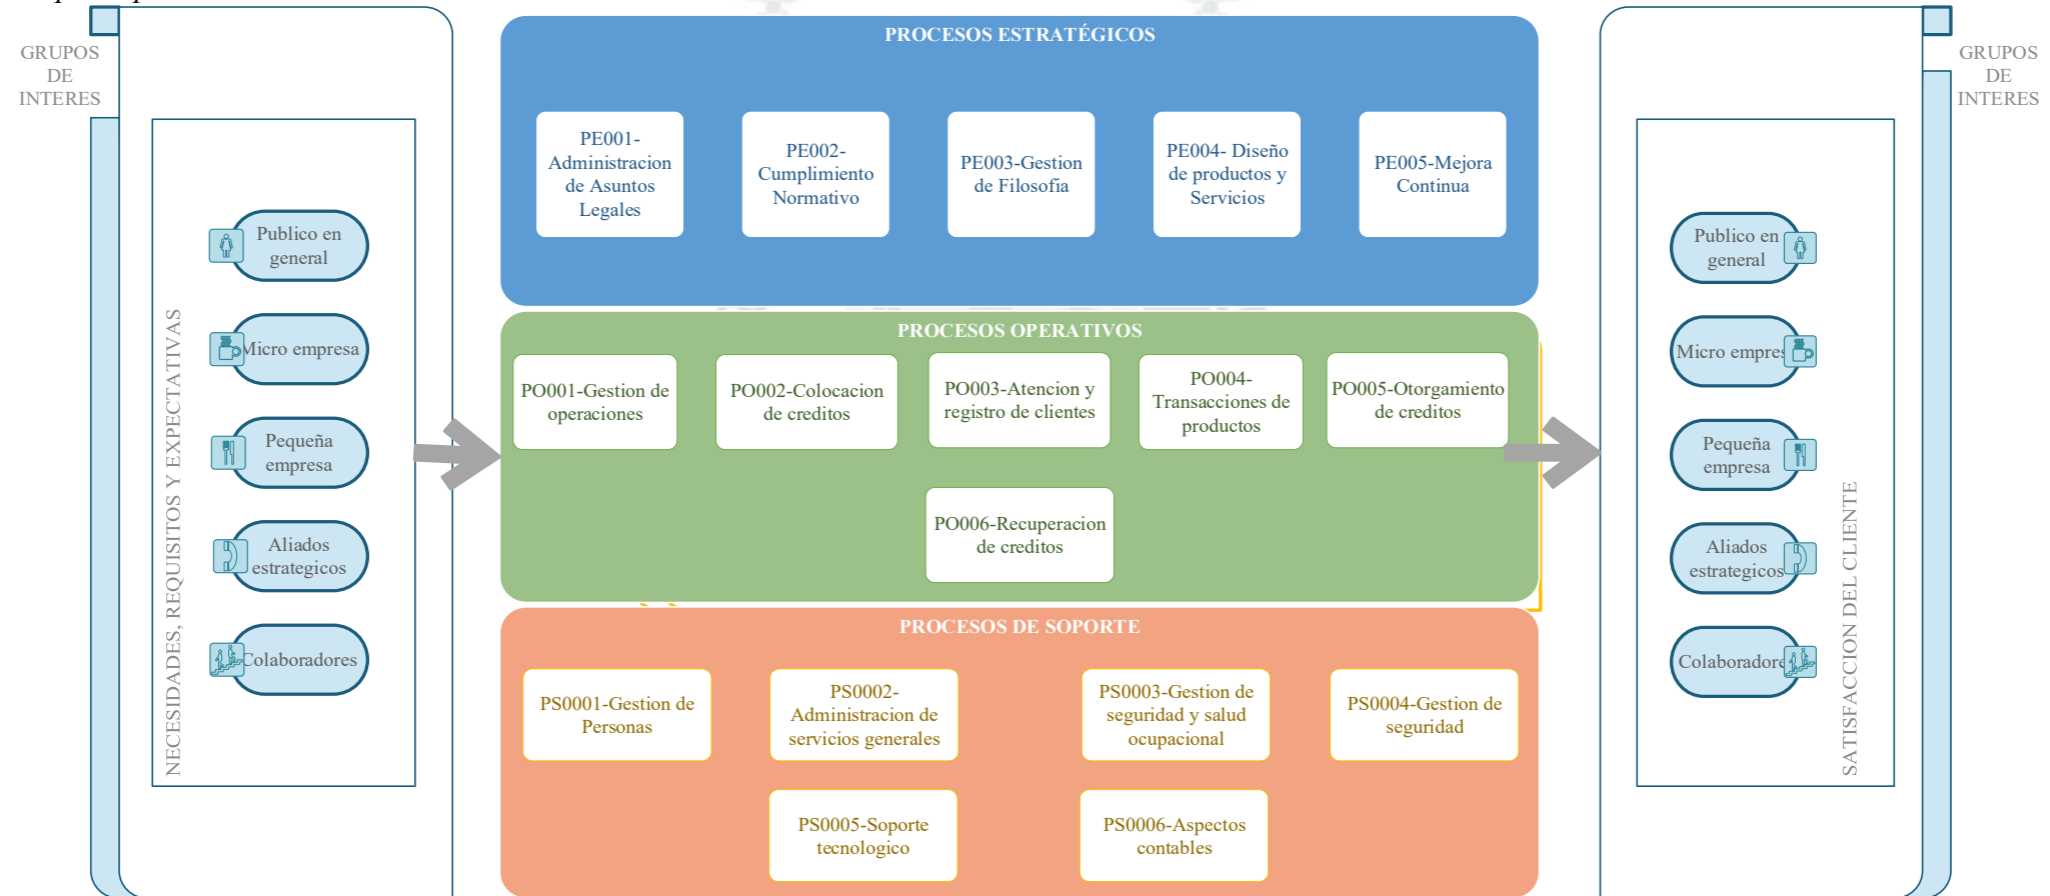 GRUPOS
DE
INTERES
NECESIDADES, REQUISITOS Y EXPECTATIVAS
Publico en
general
Micro empresa
Pequeña
empresa
Aliados
estrategicos
Colaboradores
PROCESOS ESTRATÉGICOS
PE001-
Administracion
de Asuntos
Legales
PE002-
Cumplimiento
Normativo
PE003-Gestion
de Filosofia
PE004- Diseño
de productos y
Servicios
PE005-Mejora
Continua
PROCESOS OPERATIVOS
PO001-Gestion de
operaciones
PO002-Colocacion
de creditos
PO003-Atencion y
registro de clientes
PO004-
Transacciones de
productos
PO005-Otorgamiento
de creditos
PO006-Recuperacion
de creditos
PROCESOS DE SOPORTE
PS0001-Gestion de
Personas
PS0002-
Administracion de
servicios generales
PS0003-Gestion de
seguridad y salud
ocupacional
PS0004-Gestion de
seguridad
PS0005-Soporte
tecnologico
PS0006-Aspectos
contables
Publico en
general
Micro empres
Pequeña
empresa
Aliados
estrategicos
Colaboradore
SATISFACCION DEL CLIENTE
GRUPOS
DE
INTERES